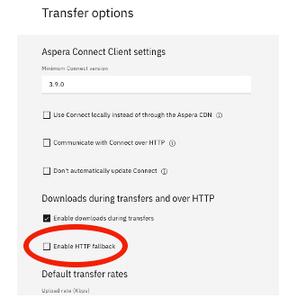 Transfer options
Aspera Connect Client settings
Minimum Connect version
3.9.0
Use Connect locally instead of through the Aspera CDN
Communicate with Connect over HTTP
Don't automatically update Connect
Downloads during transfers and over HTTP
Enable downloads during transfers
Enable HTTP fallback
Default transfer rates
Upload rate (Kbps)